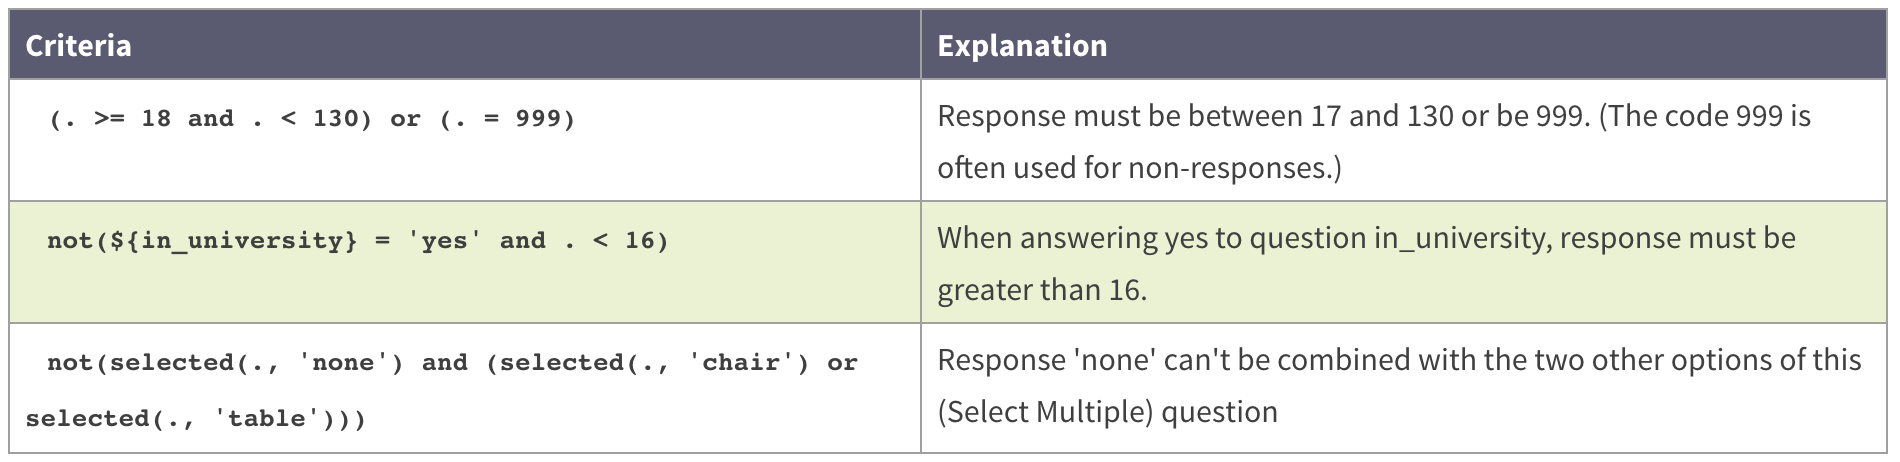 Criteria
Explanation
(. >= 18 and . < 130) or (. = 999)
Response must be between 17 and 130 or be 999. (The code 999 is
often used for non-responses.)
not(${in_university} = 'yes' and . < 16)
When answering yes to question in_university, response must be
greater than 16.
not(selected(., 'none') and (selected(., 'chair') or
selected(., 'table')))
Response 'none' can't be combined with the two other options of this
(Select Multiple) question